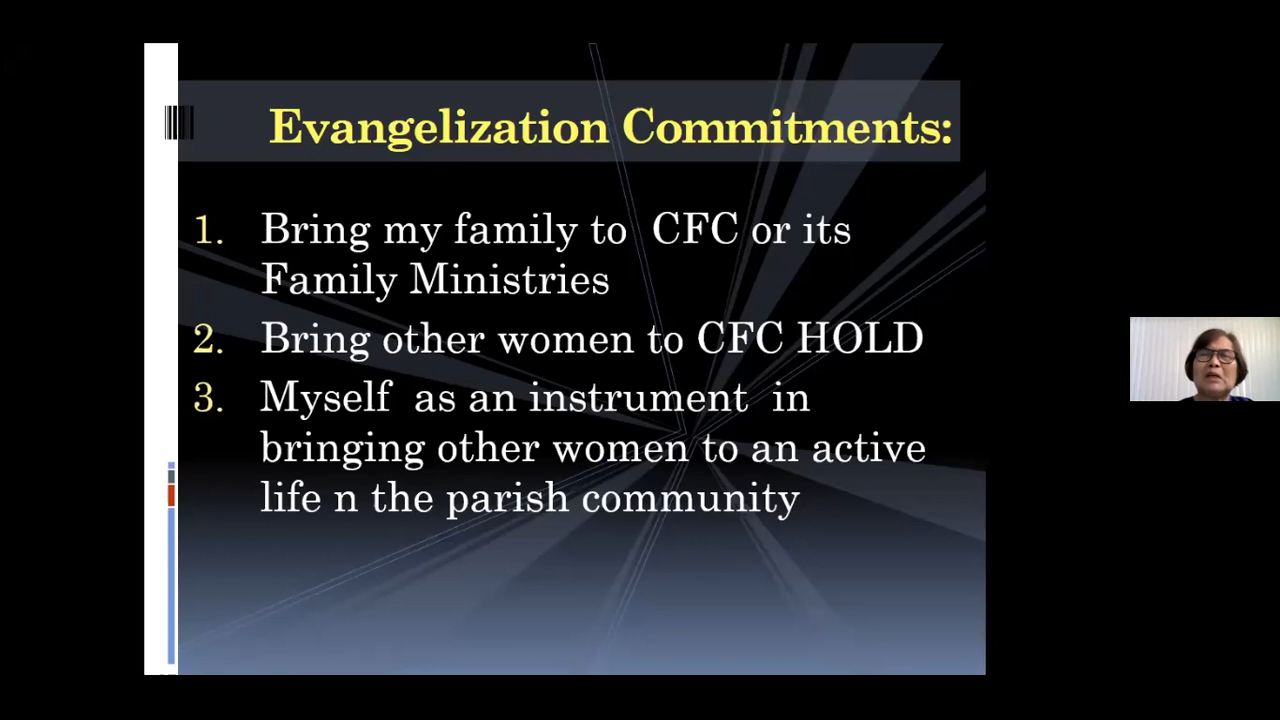 Evangelization Commitments:
1. Bring my family to CFC or its
Family Ministries
2. Bring other women to CFC HOLD
3. Myself as an instrument in
bringing other women to an active
life n the parish community